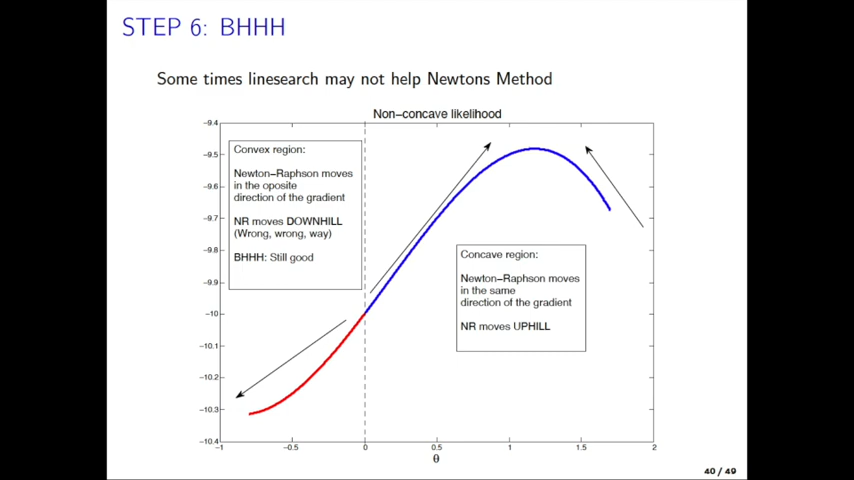 STEP 6: BHHH
Some times linesearch may not help Newtons Method
Non−concave likelihood
−9.4
−9.5
−9.6
−9.7
−9.8
−9.9
−10
−10.1
−10.2
−10.3
−10.4
Convex region:
Newton−Raphson moves
in the oposite
direction of the gradient
NR moves DOWNHILL
(Wrong, wrong, way)
BHHH: Still good
Concave region:
Newton−Raphson moves
in the same
direction of the gradient
NR moves UPHILL
−1 −0.5 0 0.5 1 1.5 2
θ
40 / 49